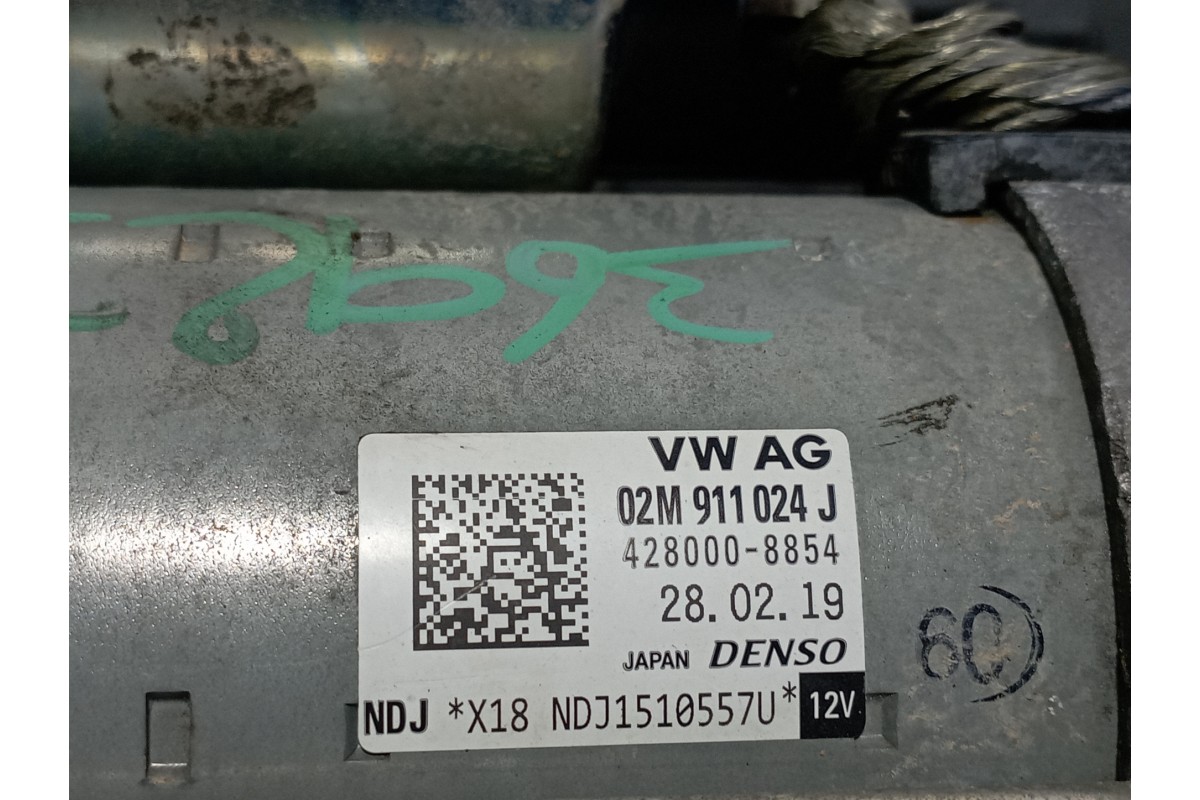 VW AG
02M 911 024 J
428000-8854
28.02.19
JAPAN DENSO
NDJ *X18 NDJ1510557U* 12V